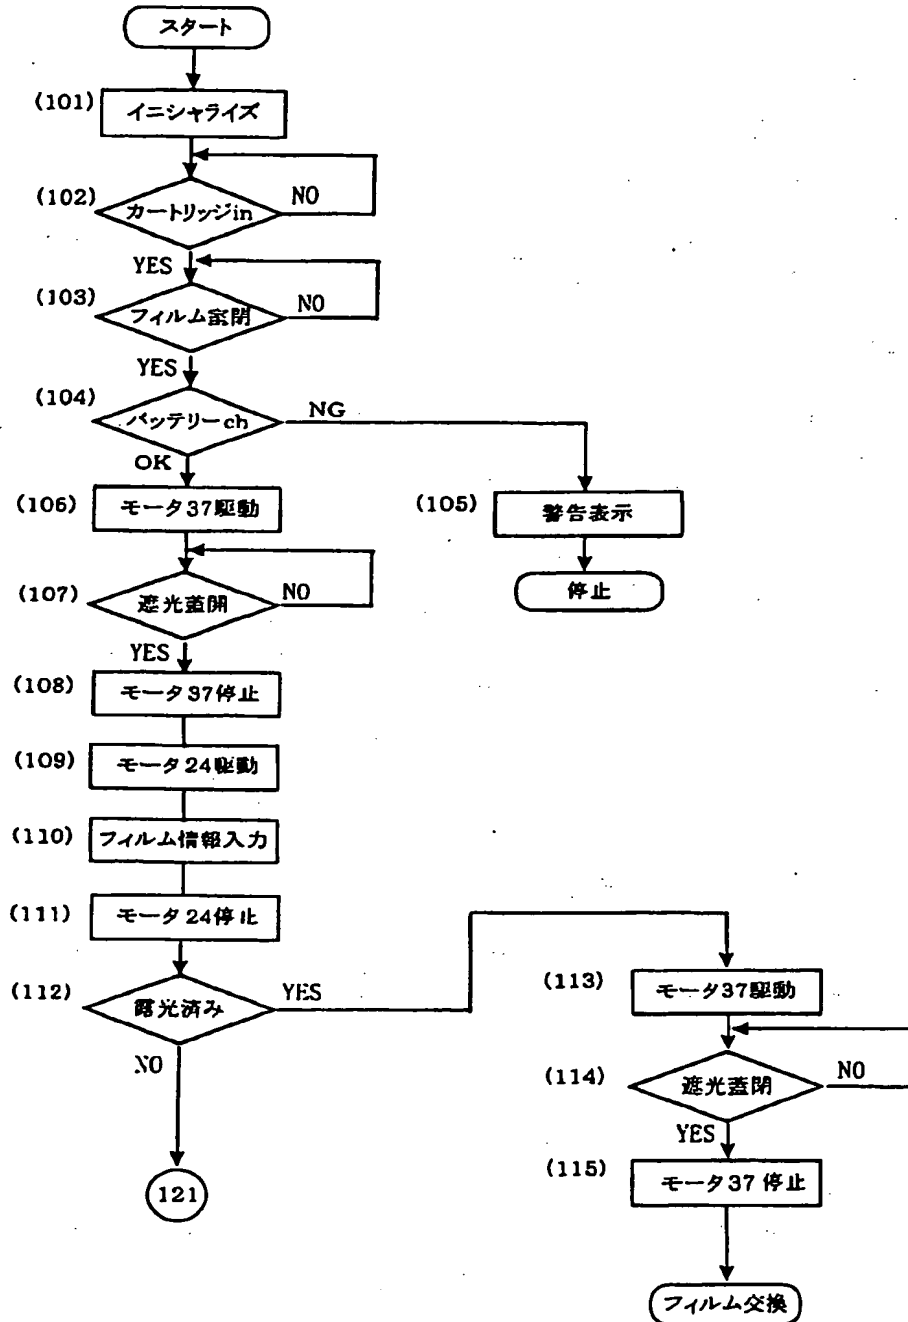 スタート
(101)
イニシャライズ
(102)
カートリッジin
NO
YES
(103)
フィルム室閉
NO
YES
(104)
バッテリーch
NG
OK
(105)
警告表示
停止
(106)
モータ37駆動
(107)
遮光蓋開
NO
YES
(108)
モータ37停止
(109)
モータ24駆動
(110)
フィルム情報入力
(111)
モータ24停止
(112)
露光済み
YES
NO
121
(113)
モータ37駆動
(114)
遮光蓋閉
NO
YES
(115)
モータ37停止
フィルム交換